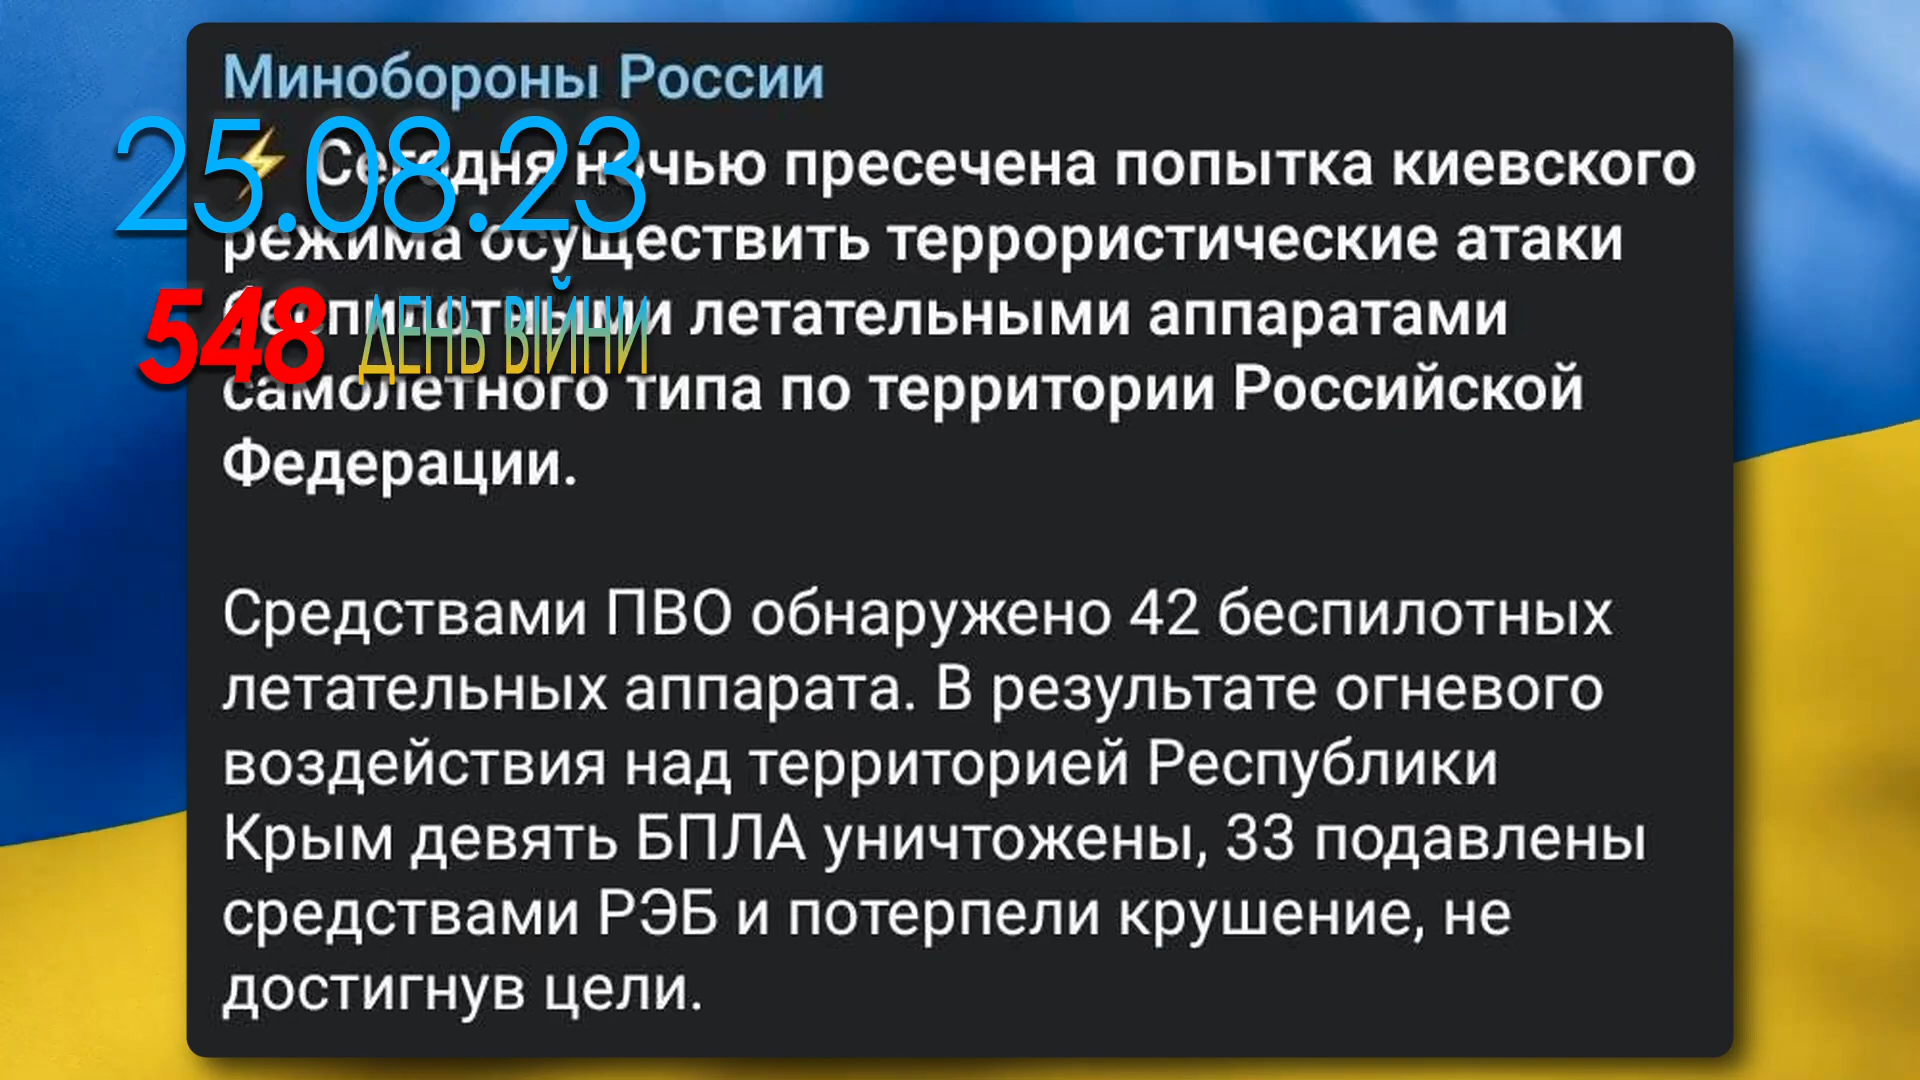 Минобороны России
⚡ Сегодня ночью пресечена попытка киевского
режима осуществить террористические атаки
беспилотными летательными аппаратами
самолетного типа по территории Российской
Федерации.
Средствами ПВО обнаружено 42 беспилотных
летательных аппарата. В результате огневого
воздействия над территорией Республики
Крым девять БПЛА уничтожены, 33 подавлены
средствами РЭБ и потерпели крушение, не
достигнув цели.
25.08.23
548 ДЕНЬ ВІЙНИ